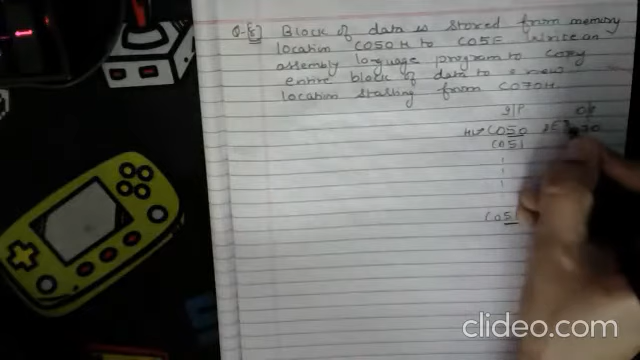 Q-[5] Block of data is stored from memory
location C050H to C05F Write an
assembly language program to copy
entire block of data to a new
location starting from C070H
I/P O/P
C050
C051
C05
clideo.com